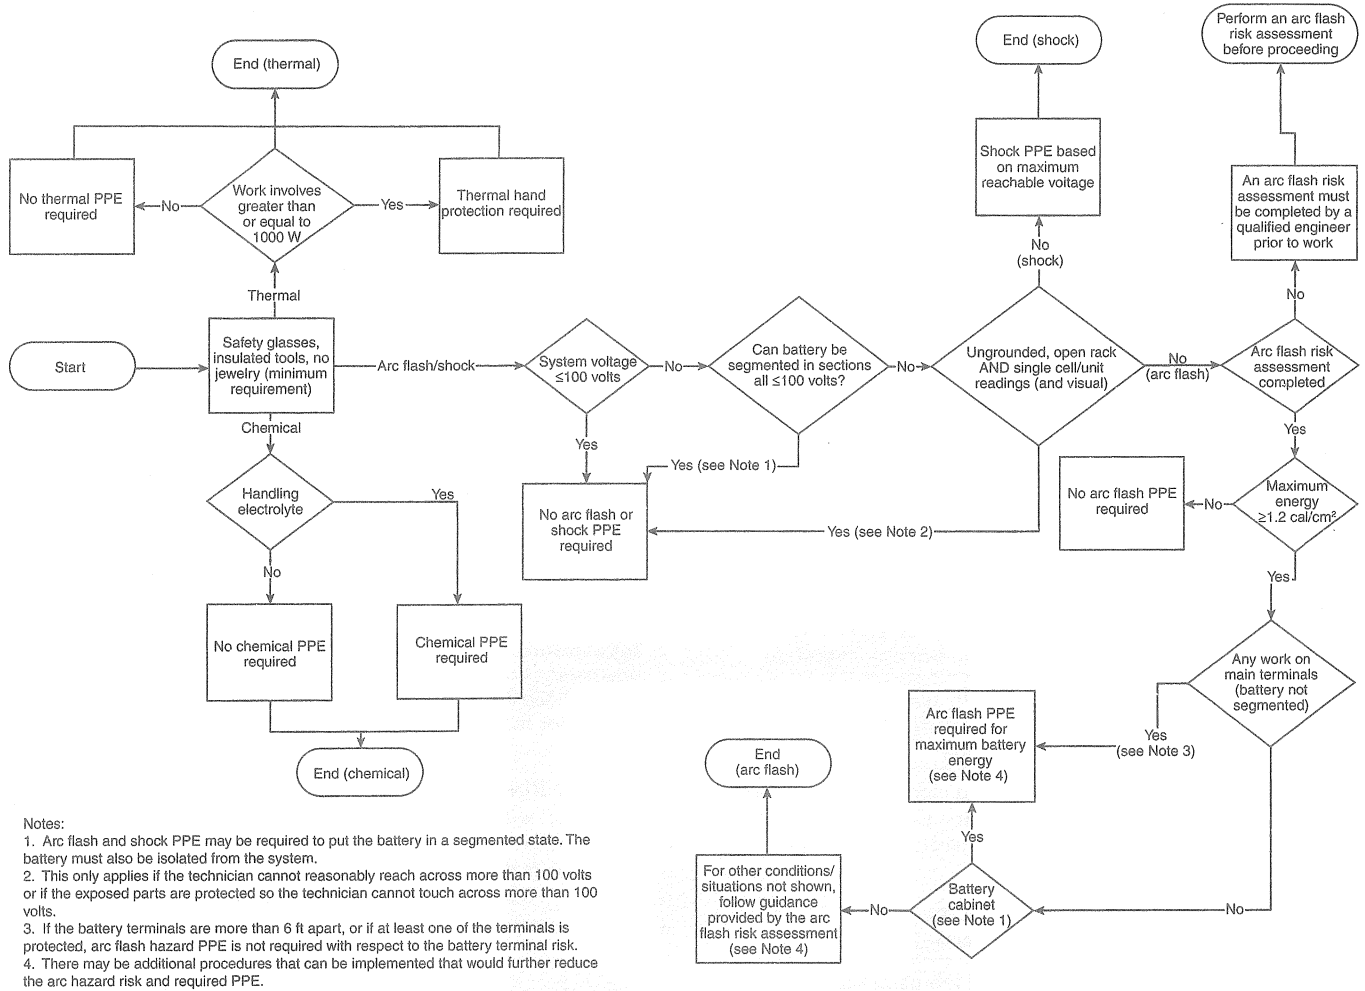 End (thermal)
No thermal PPE
required
No
Work involves
greater than
or equal to
1000 W
Yes
Thermal hand
protection required
Thermal
Start
Safety glasses,
insulated tools, no
jewelry (minimum
requirement)
Chemical
Handling
electrolyte
Yes
No
No chemical PPE
required
Chemical PPE
required
End (chemical)
Arc flash/shock
System voltage
≤100 volts
No
Yes
Can battery be
segmented in sections
all ≤100 volts?
No
Yes (see Note 1)
No arc flash or
shock PPE
required
Yes (see Note 2)
Ungrounded, open rack
AND single cell/unit
readings (and visual)
No
(shock)
Shock PPE based
on maximum
reachable voltage
End (shock)
No
(arc flash)
Arc flash risk
assessment
completed
No
An arc flash risk
assessment must
be completed by a
qualified engineer
prior to work
Perform an arc flash
risk assessment
before proceeding
Yes
Maximum
energy
≥1.2 cal/cm²
No
No arc flash PPE
required
Yes
Any work on
main terminals
(battery not
segmented)
Yes
(see Note 3)
Arc flash PPE
required for
maximum battery
energy
(see Note 4)
No
Battery
cabinet
(see Note 1)
Yes
No
For other conditions/
situations not shown,
follow guidance
provided by the arc
flash risk assessment
(see Note 4)
End
(arc flash)
Notes:
1. Arc flash and shock PPE may be required to put the battery in a segmented state. The
battery must also be isolated from the system.
2. This only applies if the technician cannot reasonably reach across more than 100 volts
or if the exposed parts are protected so the technician cannot touch across more than 100
volts.
3. If the battery terminals are more than 6 ft apart, or if at least one of the terminals is
protected, arc flash hazard PPE is not required with respect to the battery terminal risk.
4. There may be additional procedures that can be implemented that would further reduce
the arc hazard risk and required PPE.